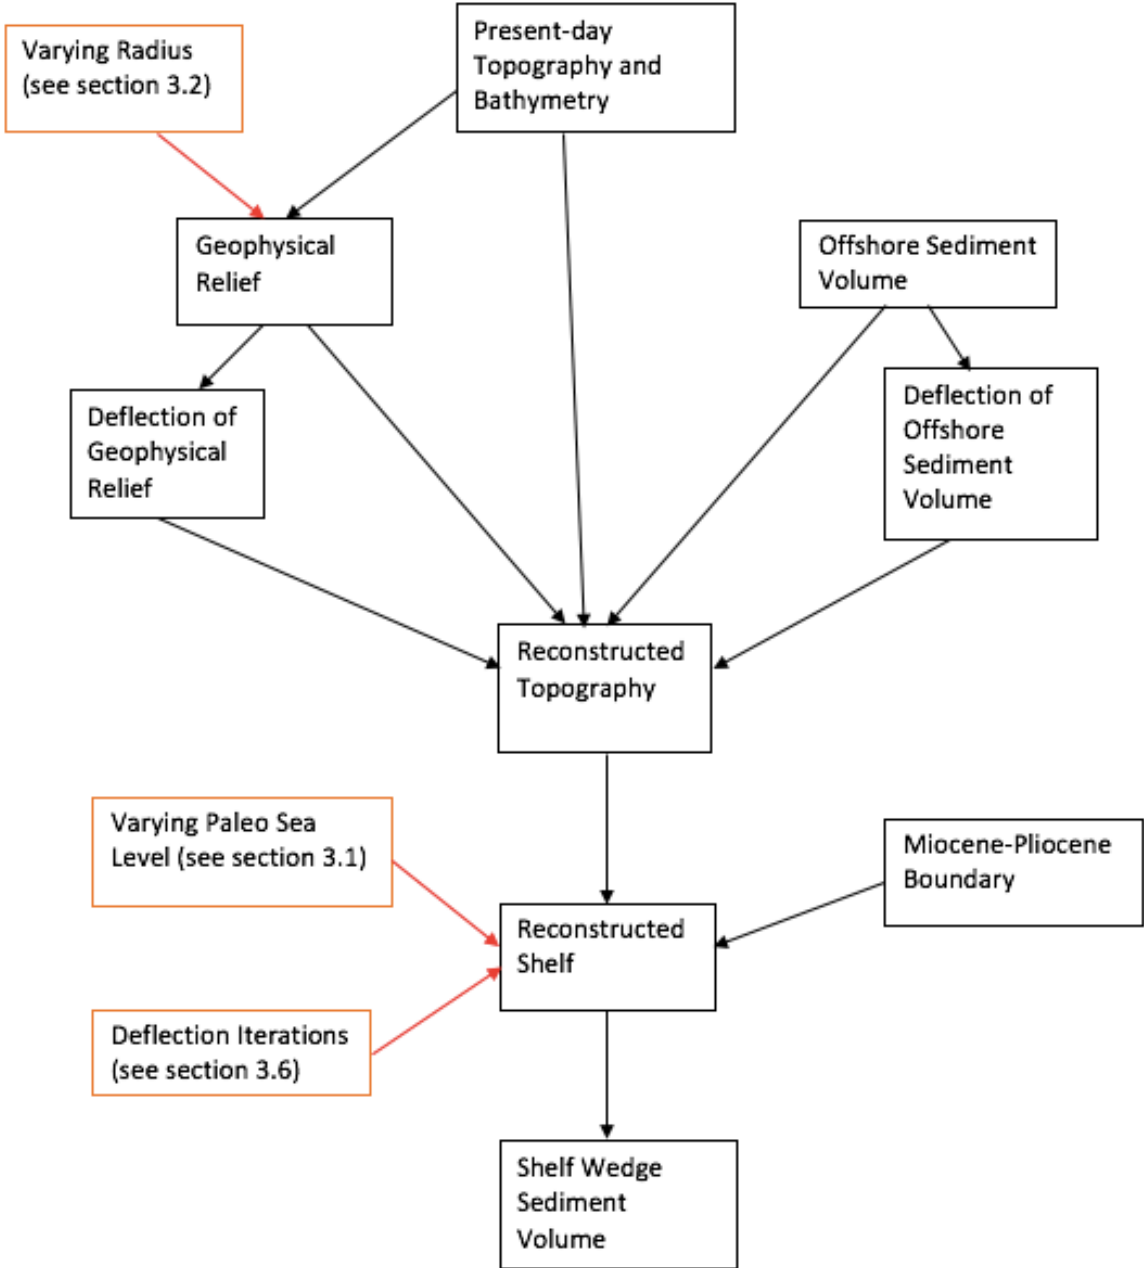 Varying Radius
(see section 3.2)
Present-day
Topography and
Bathymetry
Geophysical
Relief
Offshore Sediment
Volume
Deflection of
Geophysical
Relief
Deflection of
Offshore
Sediment
Volume
Reconstructed
Topography
Varying Paleo Sea
Level (see section 3.1)
Miocene-Pliocene
Boundary
Reconstructed
Shelf
Deflection Iterations
(see section 3.6)
Shelf Wedge
Sediment
Volume